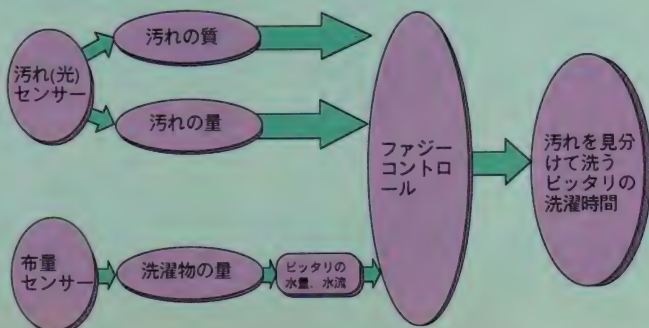 汚れ(光)
センサー
汚れの質
汚れの量
布量
センサー
洗濯物の量
ピッタリの
水量、水流
ファジー
コントロ
ール
汚れを見分
けて洗う
ピッタリの
洗濯時間